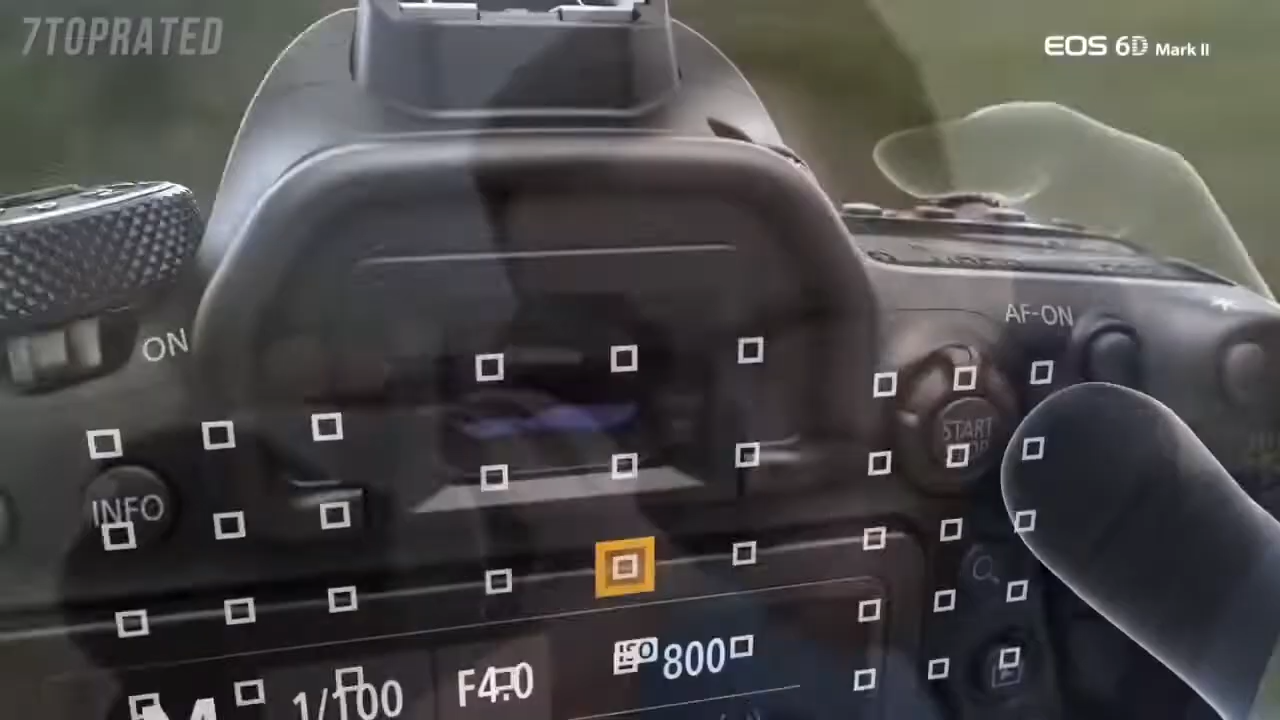 7TOPRATED
EOS 6D Mark II
ON
AF-ON
START
INFO
M 1/100 F4.0 ISO 800